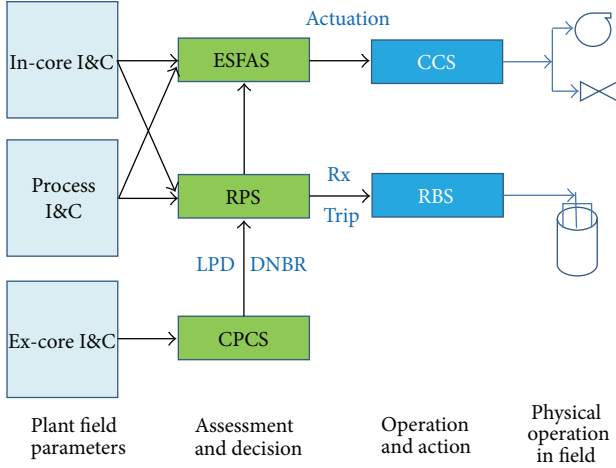 Actuation
In-core I&C
ESFAS
CCS
Process
I&C
RPS
Rx
Trip
RBS
LPD DNBR
Ex-core I&C
CPCS
Plant field
parameters
Assessment
and decision
Operation
and action
Physical
operation
in field